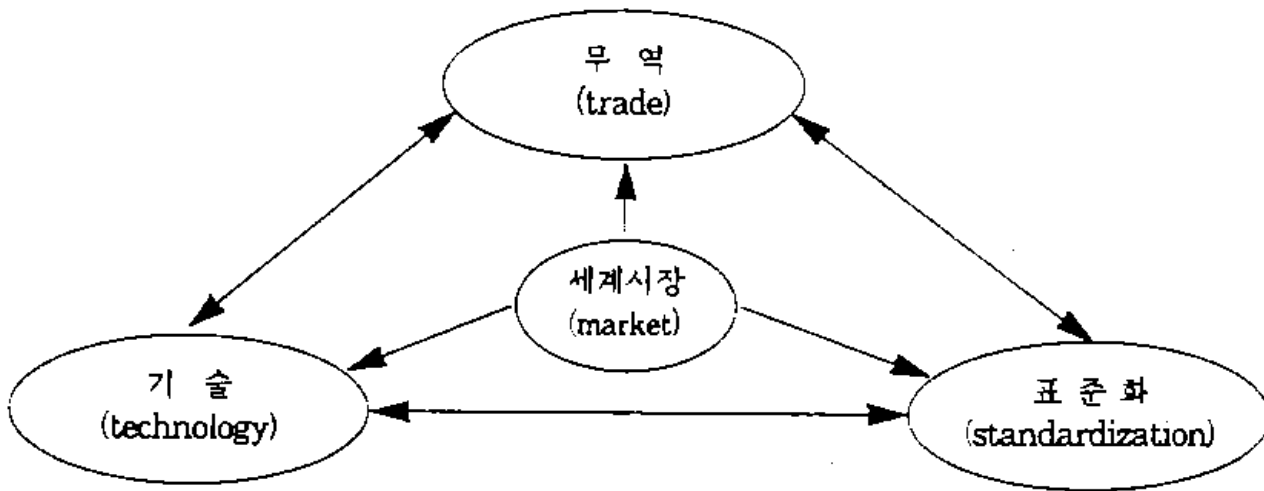 무 역
(trade)
세계시장
(market)
기 술
(technology)
표 준 화
(standardization)